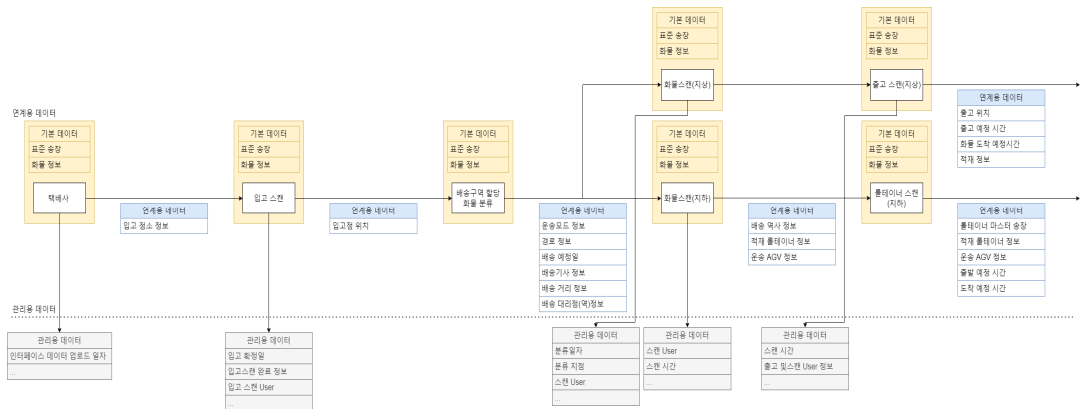 기본 데이터
표준 송장
화물 정보
화물스캔(지상)
기본 데이터
표준 송장
화물 정보
출고 스캔(지상)
연계용 데이터
연계용 데이터
출고 위치
출고 예정 시간
화물 도착 예정시간
적재 정보
기본 데이터
표준 송장
화물 정보
택배사
기본 데이터
표준 송장
화물 정보
입고 스캔
기본 데이터
표준 송장
화물 정보
배송구역 할당
화물 분류
기본 데이터
표준 송장
화물 정보
화물스캔(지하)
기본 데이터
표준 송장
화물 정보
롤테이너 스캔
(지하)
연계용 네이터
입고 점소 정보
연계용 네이터
입고점 위치
연계용 네이터
운송모드 정보
경로 정보
배송 예정일
배송기사 정보
배송 거리 정보
배송 대리점(역)정보
연계용 네이터
배송 역사 정보
적재 롤테이너 정보
운송 AGV 정보
연계용 네이터
롤테이너 마스터 송장
적재 롤테이너 정보
운송 AGV 정보
출발 예정 시간
도착 예정 시간
관리용 데이터
관리용 데이터
인터페이스 데이터 업로드 일자
...
관리용 데이터
입고 확정일
입고스캔 완료 정보
입고 스캔 User
...
관리용 데이터
분류일자
분류 지점
스캔 User
...
관리용 데이터
스캔 User
스캔 시간
...
관리용 데이터
스캔 시간
출고 및스캔 User 정보
...